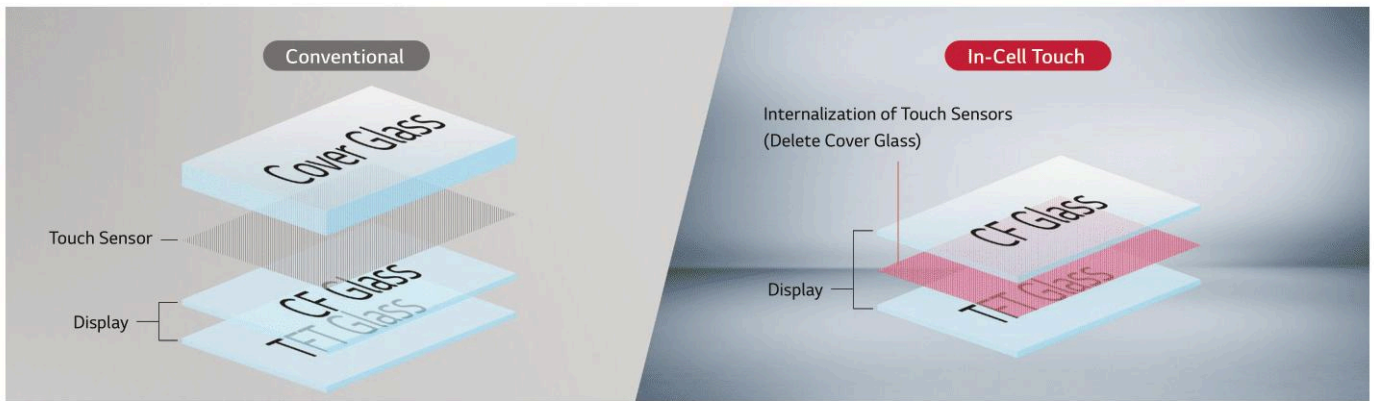 Conventional
Cover Glass
Touch Sensor
CF Glass
Display
TFT Glass
In-Cell Touch
Internalization of Touch Sensors
(Delete Cover Glass)
CF Glass
Display
TFT Glass